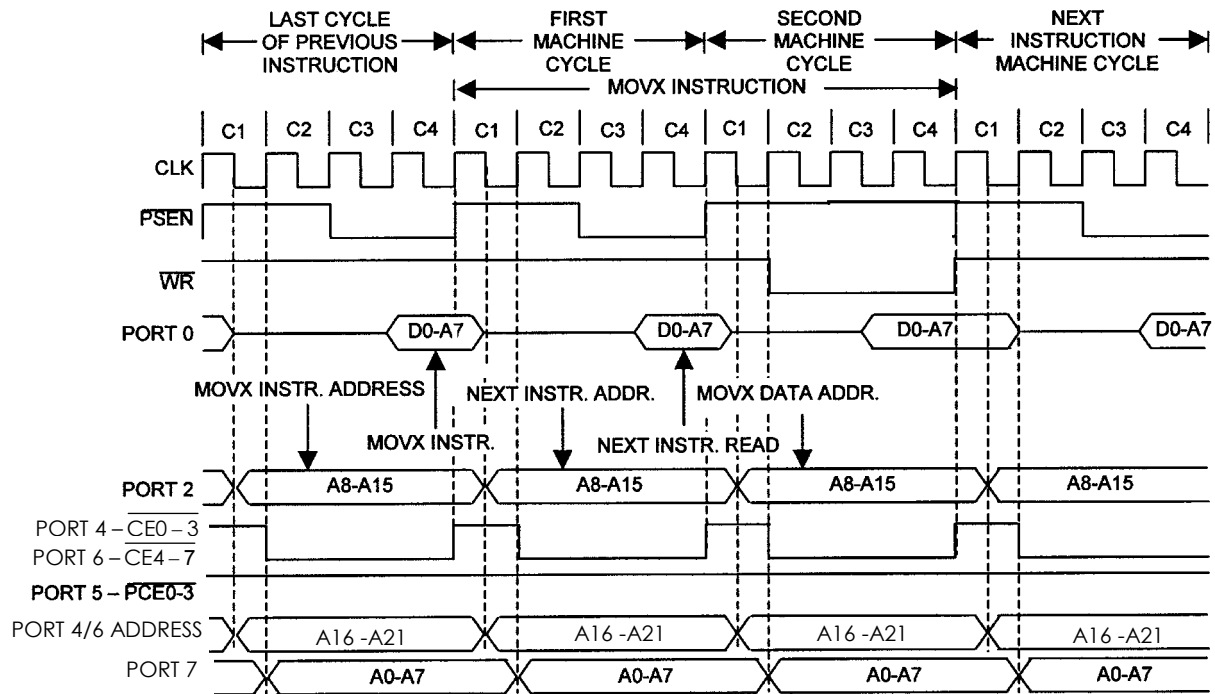 LAST CYCLE
OF PREVIOUS
INSTRUCTION
FIRST
MACHINE
CYCLE
SECOND
MACHINE
CYCLE
NEXT
INSTRUCTION
MACHINE CYCLE
MOVX INSTRUCTION
C1 C2 C3 C4 C1 C2 C3 C4 C1 C2 C3 C4 C1 C2 C3 C4
CLK
PSEN
WR
PORT 0 D0-A7 D0-A7 D0-A7 D0-A7
MOVX INSTR. ADDRESS NEXT INSTR. ADDR. MOVX DATA ADDR.
MOVX INSTR. NEXT INSTR. READ
PORT 2 A8-A15 A8-A15 A8-A15 A8-A15
PORT 4 – CE0 – 3
PORT 6 – CE4 – 7
PORT 5 – PCE0-3
PORT 4/6 ADDRESS A16 -A21 A16 -A21 A16 -A21 A16 -A21
PORT 7 A0-A7 A0-A7 A0-A7 A0-A7